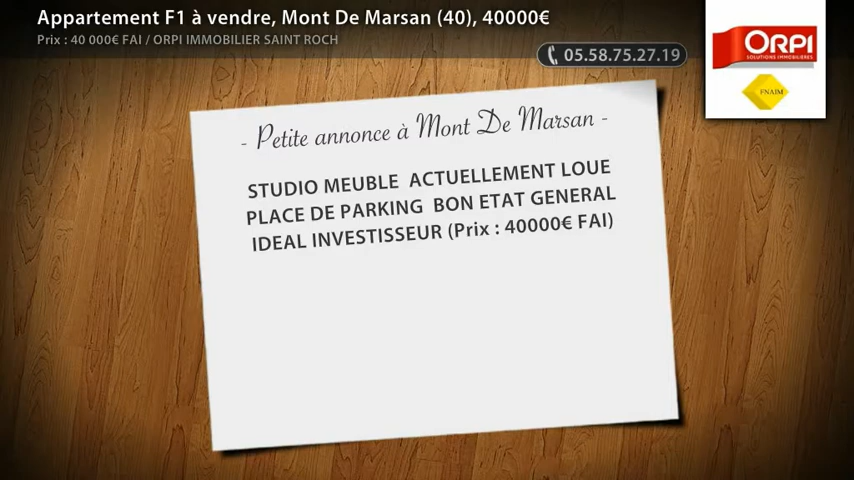 Appartement F1 à vendre, Mont De Marsan (40), 40000€
Prix : 40 000€ FAI / ORPI IMMOBILIER SAINT ROCH
05.58.75.27.19
ORPI
SOLUTIONS IMMOBILIÈRES
FNAIM
- Petite annonce à Mont De Marsan -
STUDIO MEUBLE ACTUELLEMENT LOUE
PLACE DE PARKING BON ETAT GENERAL
IDEAL INVESTISSEUR (Prix : 40000€ FAI)